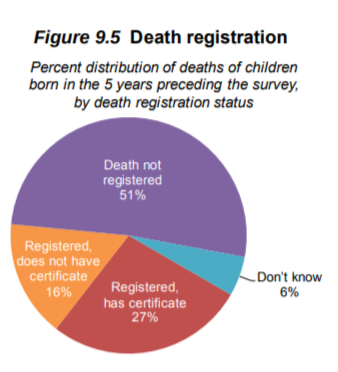 Figure 9.5 Death registration
Percent distribution of deaths of children
born in the 5 years preceding the survey,
by death registration status
Death not
registered
51%
Don't know
6%
Registered,
has certificate
27%
Registered,
does not have
certificate
16%